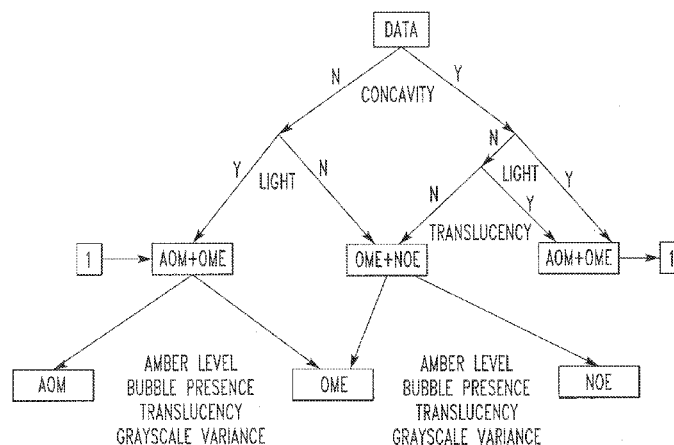 DATA
N
Y
CONCAVITY
N
Y
N
LIGHT
LIGHT
N
Y
Y
TRANSLUCENCY
1
AOM+OME
OME+NOE
AOM+OME
1
AMBER LEVEL
BUBBLE PRESENCE
TRANSLUCENCY
GRAYSCALE VARIANCE
AMBER LEVEL
BUBBLE PRESENCE
TRANSLUCENCY
GRAYSCALE VARIANCE
AOM
OME
NOE